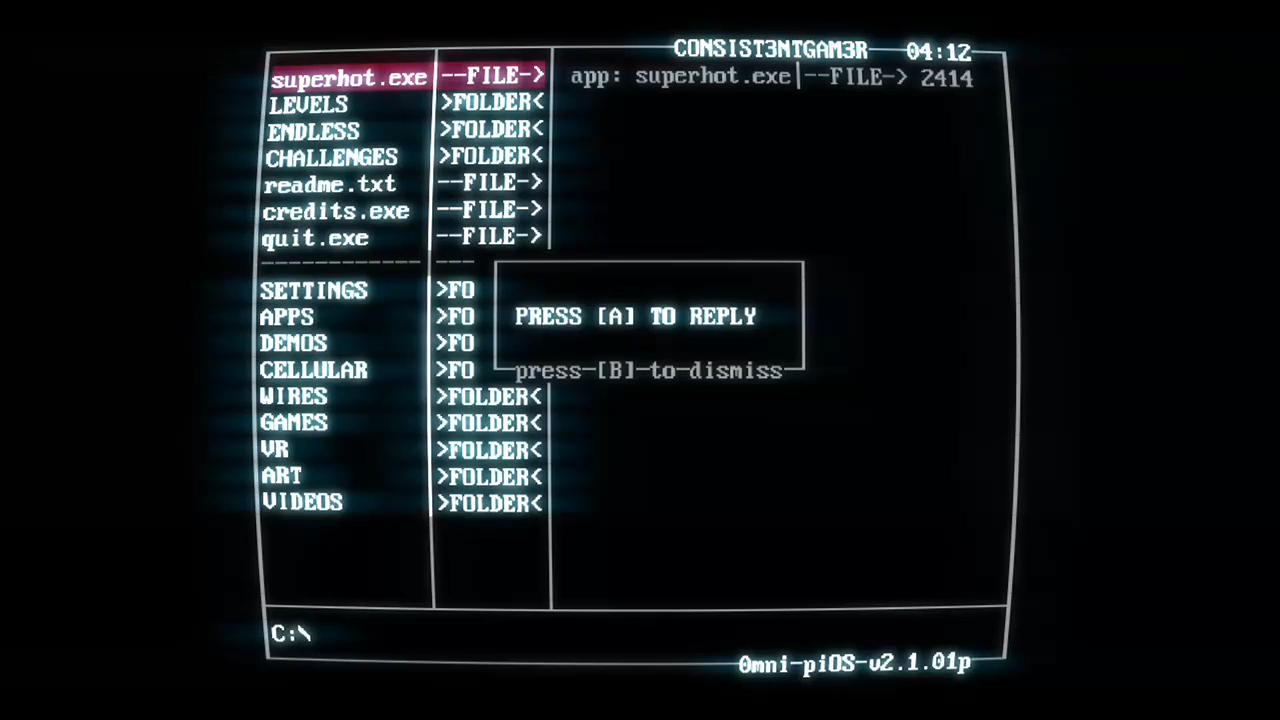 CONSIST3NTGAM3R 04:12
superhot.exe --FILE-> app: superhot.exe|--FILE-> 2414
LEVELS >FOLDER<
ENDLESS >FOLDER<
CHALLENGES >FOLDER<
readme.txt --FILE->
credits.exe --FILE->
quit.exe --FILE->
SETTINGS >FO
APPS >FO
PRESS [A] TO REPLY
DEMOS >FO
CELLULAR >FO
press-[B]-to-dismiss
WIRES >FOLDER<
GAMES >FOLDER<
VR >FOLDER<
ART >FOLDER<
VIDEOS >FOLDER<
C:\
0mni-piOS-v2.1.01p